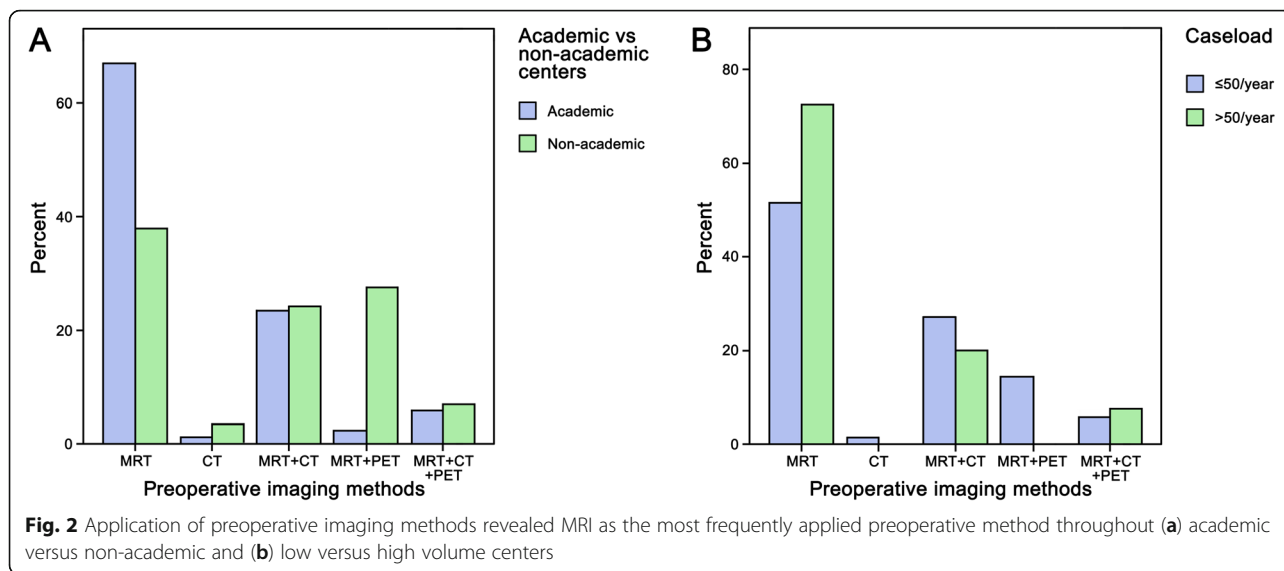 A
Academic vs
non-academic
centers
Academic
Non-academic
60
40
20
0
Percent
MRT
CT
MRT+CT
MRT+PET
MRT+CT
+PET
Preoperative imaging methods
B
Caseload
≤50/year
>50/year
80
60
40
20
0
Percent
MRT
CT
MRT+CT
MRT+PET
MRT+CT
+PET
Preoperative imaging methods
Fig. 2 Application of preoperative imaging methods revealed MRI as the most frequently applied preoperative method throughout (a) academic
versus non-academic and (b) low versus high volume centers